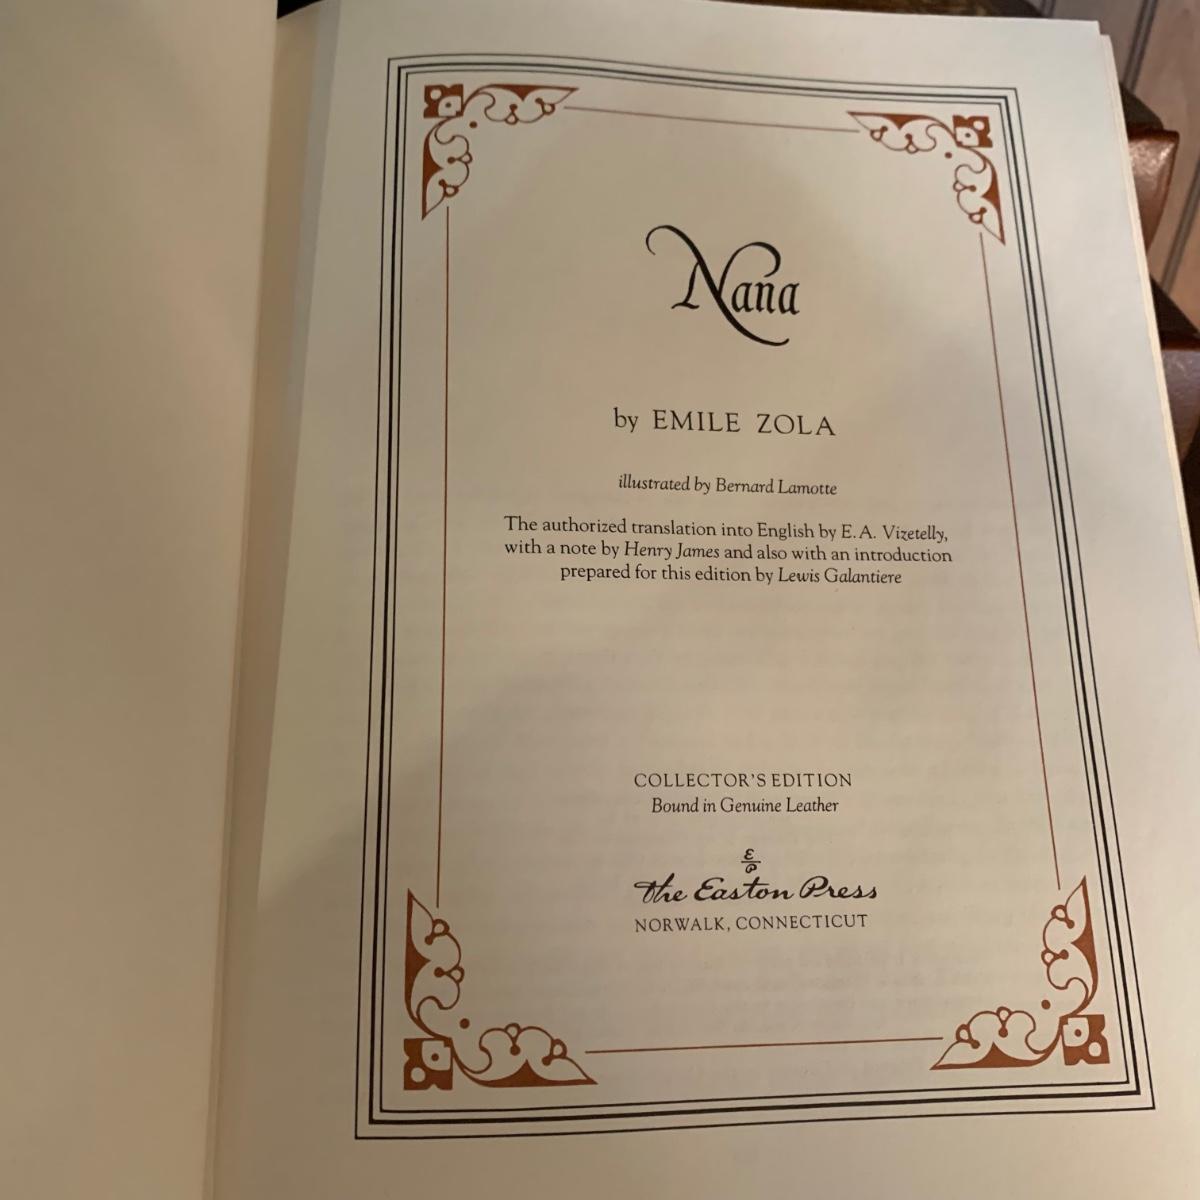 Nana
by EMILE ZOLA
illustrated by Bernard Lamotte
The authorized translation into English by E. A. Vizetelly,
with a note by Henry James and also with an introduction
prepared for this edition by Lewis Galantiere
COLLECTOR'S EDITION
Bound in Genuine Leather
EP
The Easton Press
NORWALK, CONNECTICUT